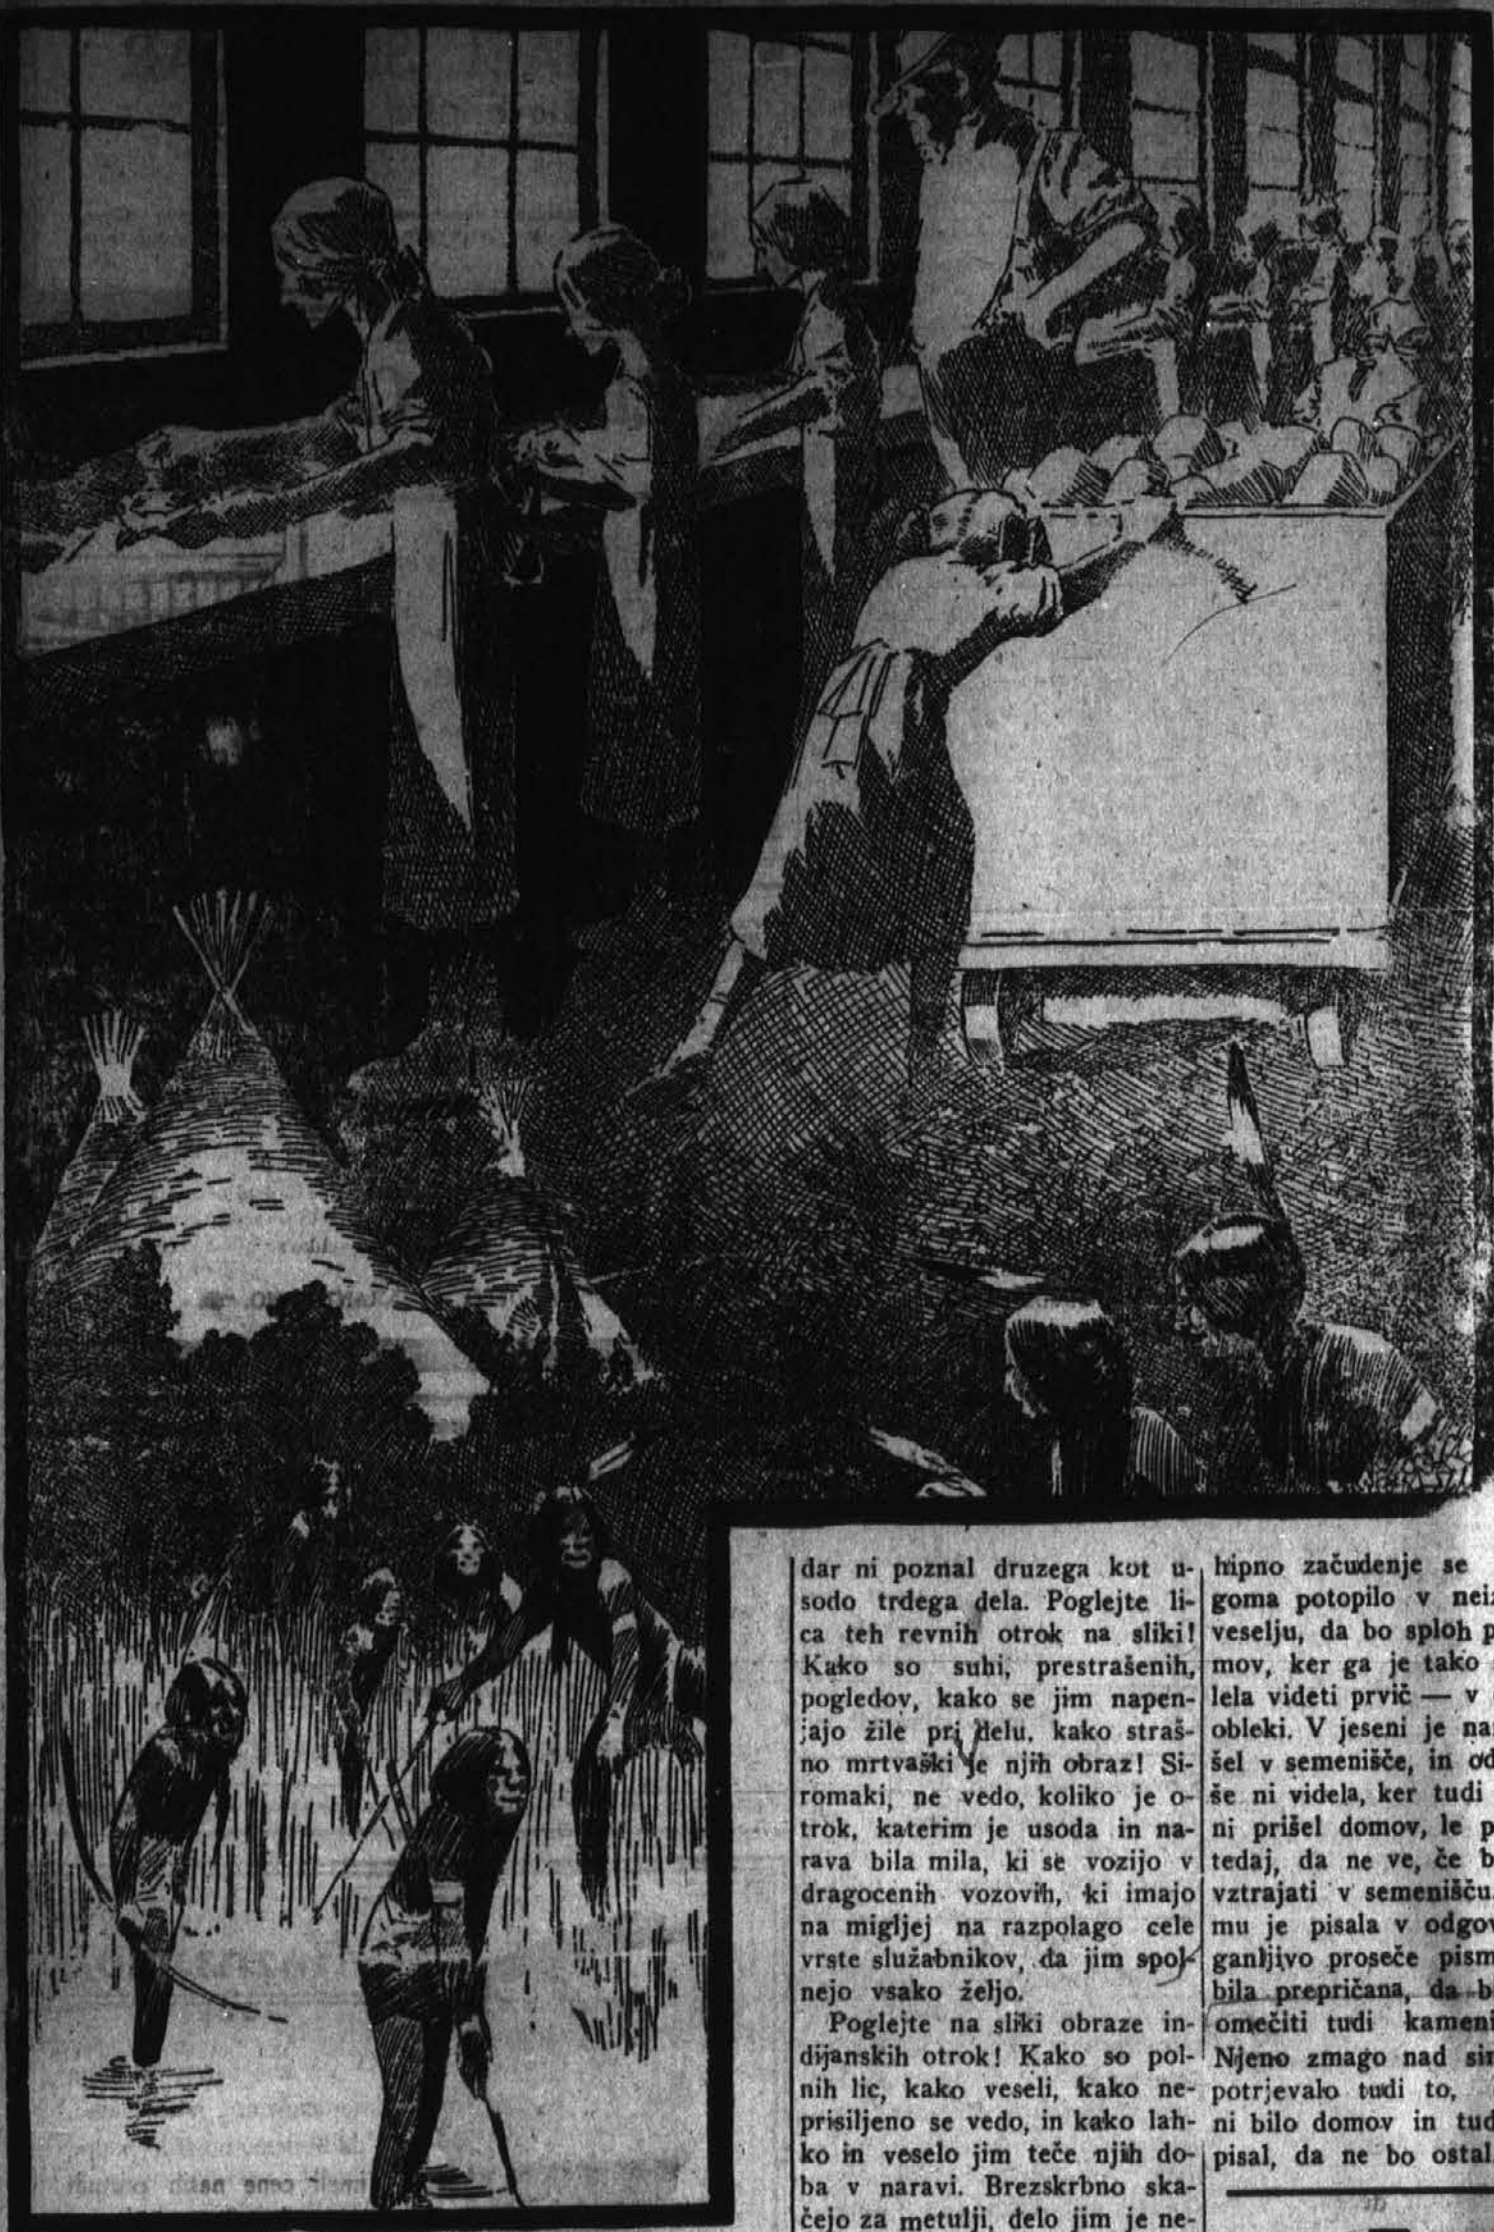 dar ni poznal druzega kot u-
sodo trdega dela. Poglejte li-
ca teh revnih otrok na sliki!
Kako so suhi, prestrašenih,
pogledov, kako se jim napen-
jajo žile pri delu, kako straš-
no mrtvaški je njih obraz! Si-
romaki, ne vedo, koliko je o-
trok, katerim je usoda in na-
rava bila mila, ki se vozijo v
dragocenih vozovih, ki imajo
na migljej na razpolago cele
vrste služabnikov, da jim spol-
nejo vsako željo.
Poglejte na sliki obraze in-
dijanskih otrok! Kako so pol-
nih lic, kako veseli, kako ne-
prisiljeno se vedo, in kako lah-
ko in veselo jim teče njih do-
ba v naravi. Brezskrbno ska-
čejo za metulji, delo jim je ne-
hipno začudenje se
goma potopilo v
veselju, da bo sploh
mov, ker ga je tako
lela videti prvič — v
obleki. V jeseni je
šel v semenišče, in
še ni videla, ker tudi
ni prišel domov, le
tedaj, da ne ve, če
vztrajati v semenišču
mu je pisala v
ganljivo proseče
bila prepričana, da
omečiti tudi
Njeno zmago nad
potrjevalo tudi to,
ni bilo domov in
pisal, da ne bo